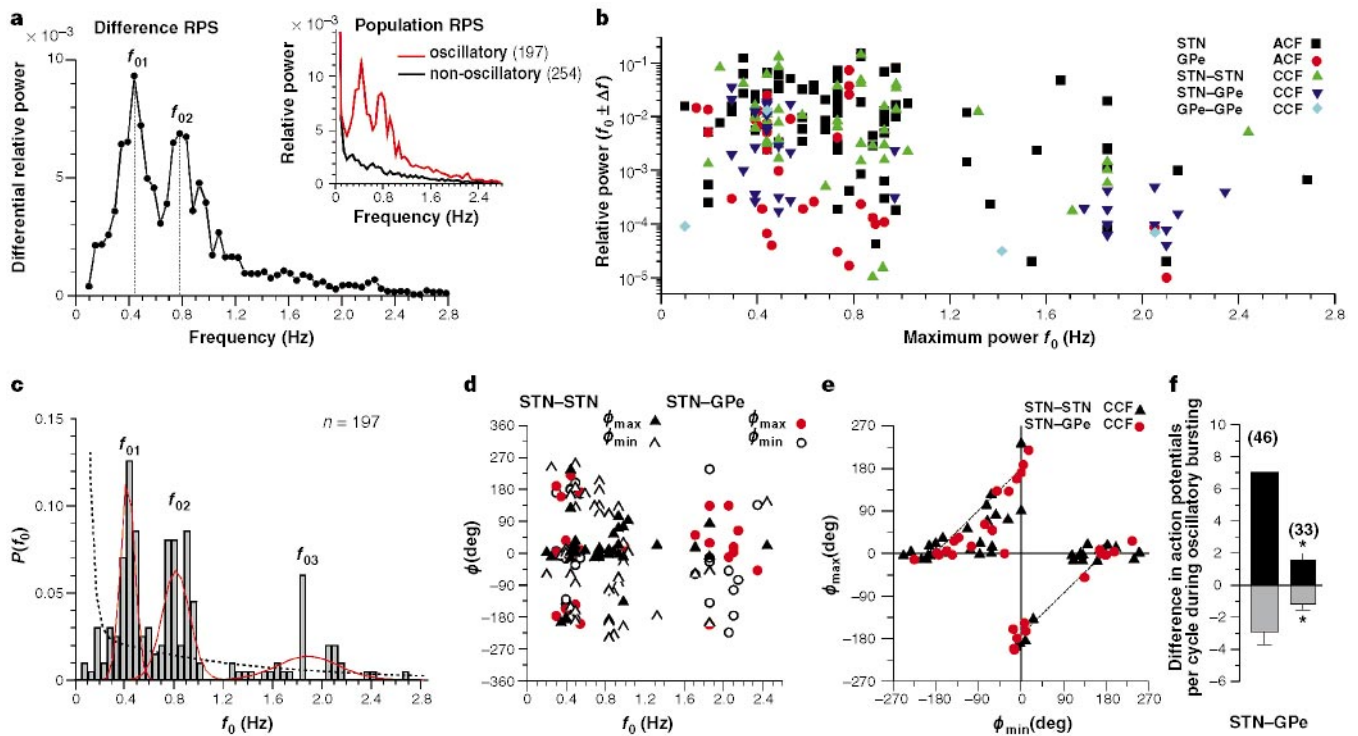 a
× 10⁻³
Difference RPS
f₀₁
f₀₂
10
5
0
Differential relative power
0 0.4 0.8 1.2 1.6 2.0 2.4 2.8
Frequency (Hz)
× 10⁻³
Population RPS
oscillatory (197)
non-oscillatory (254)
10
5
0
Relative power
0 0.8 1.6 2.4
Frequency (Hz)
b
STN ACF
GPe ACF
STN–STN CCF
STN–GPe CCF
GPe–GPe CCF
10⁻¹
10⁻²
10⁻³
10⁻⁴
10⁻⁵
Relative power (f₀ ± Δf)
0 0.4 0.8 1.2 1.6 2.0 2.4 2.8
Maximum power f₀ (Hz)
c
n = 197
f₀₁
f₀₂
f₀₃
0.15
0.10
0.05
0
P(f₀)
0 0.4 0.8 1.2 1.6 2.0 2.4 2.8
f₀ (Hz)
d
STN–STN STN–GPe
ϕmax ϕmax
ϕmin ϕmin
360
270
180
90
0
–90
–180
–270
–360
ϕ(deg)
0 0.4 0.8 1.2 1.6 2.0 2.4
f₀ (Hz)
e
STN–STN CCF
STN–GPe CCF
270
180
90
0
–90
–180
–270
ϕmax(deg)
–270 –180 –90 0 90 180 270
ϕmin(deg)
f
Difference in action potentials
per cycle during oscillatory bursting
10
8
6
4
2
0
–2
–4
–6
(46)
(33)
*
*
STN–GPe